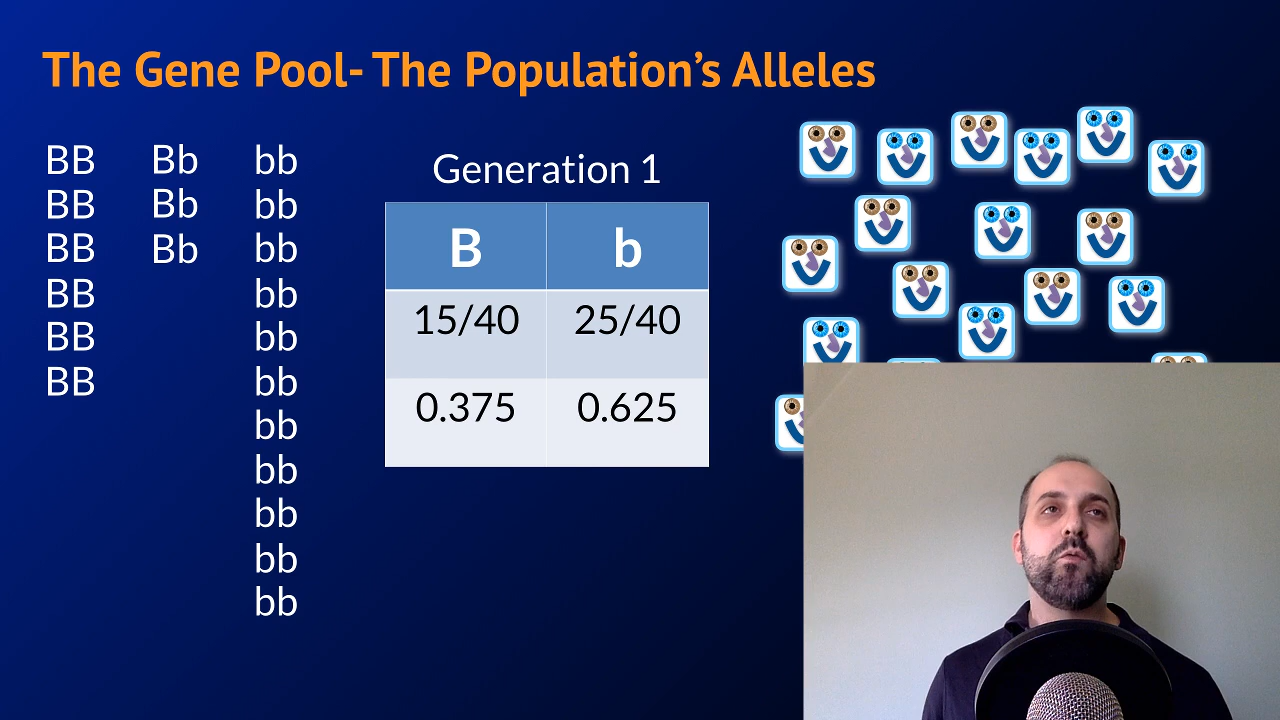 The Gene Pool- The Population’s Alleles
BB Bb bb
BB Bb bb
BB Bb bb
BB bb
BB bb
BB bb
bb
bb
bb
bb
bb
Generation 1
B b
15/40 25/40
0.375 0.625